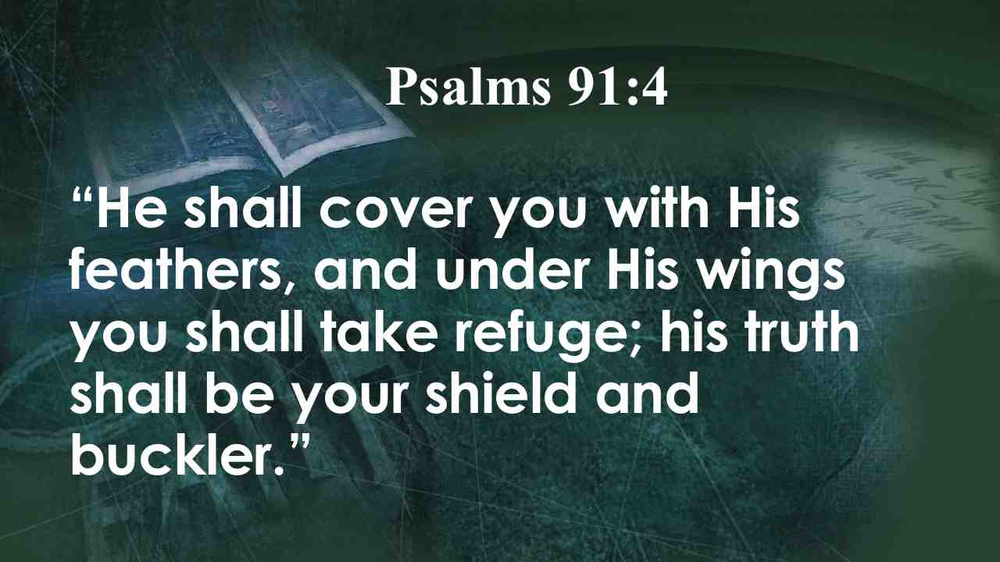 Psalms 91:4
“He shall cover you with His
feathers, and under His wings
you shall take refuge; his truth
shall be your shield and
buckler.”